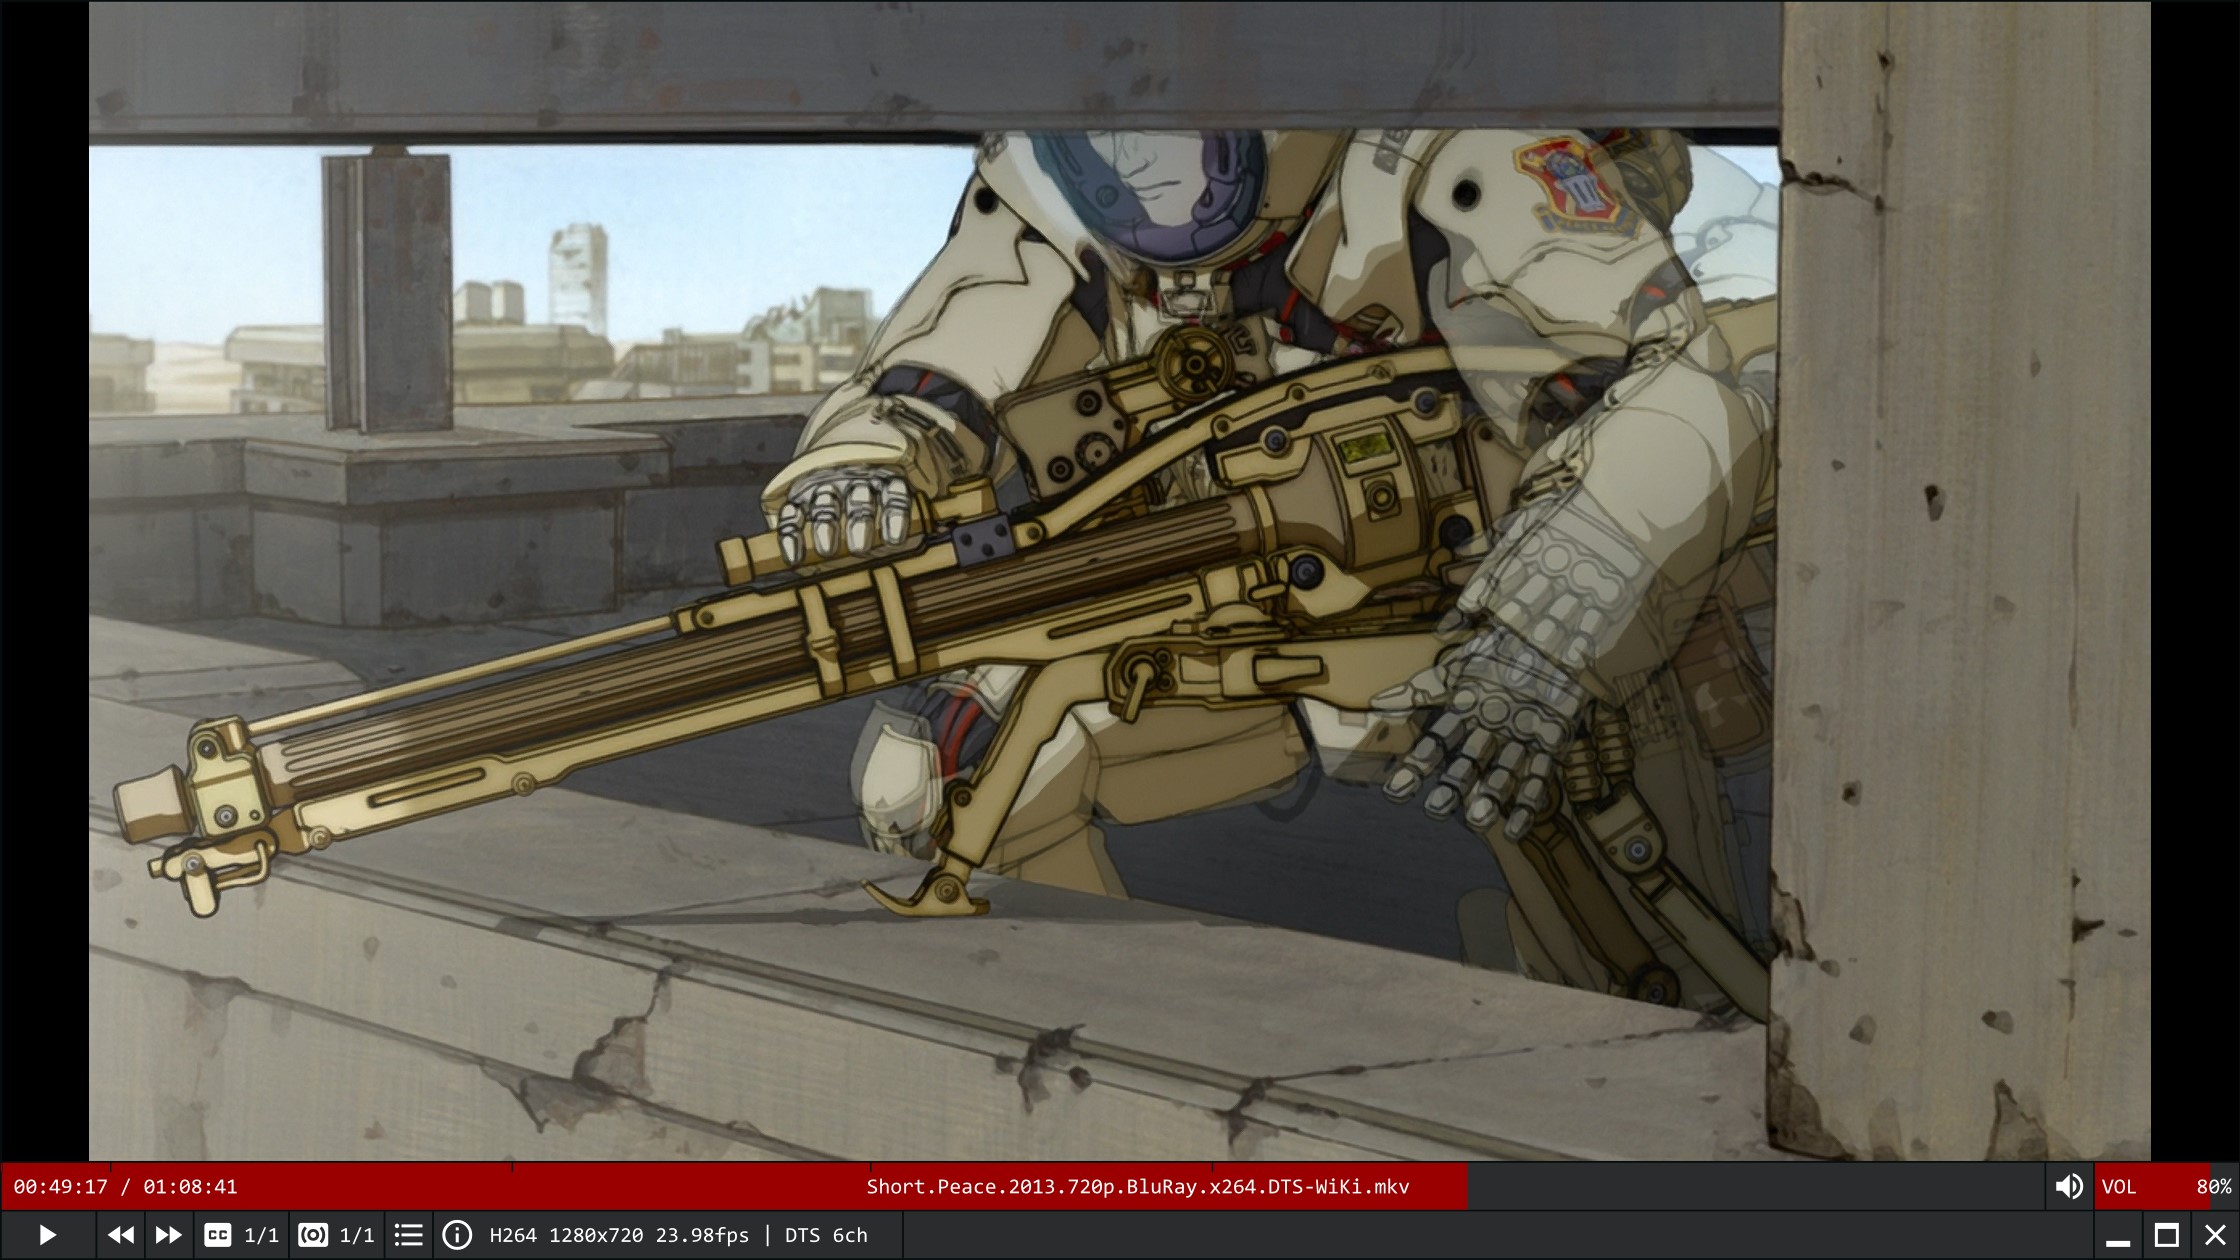 00:49:17 / 01:08:41
Short.Peace.2013.720p.BluRay.x264.DTS-WiKi.mkv
VOL
80%
CC
1/1
1/1
H264 1280x720 23.98fps | DTS 6ch